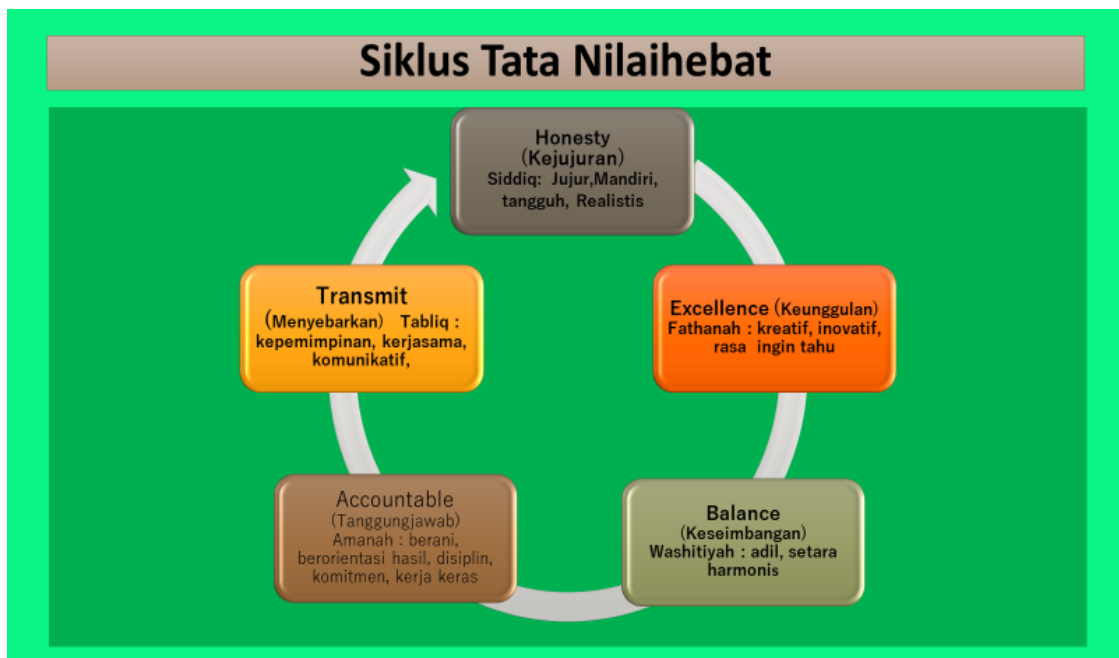 Siklus Tata Nilaihebat
Honesty
(Kejujuran)
Siddiq: Jujur,Mandiri,
tangguh, Realistis
Excellence (Keunggulan)
Fathanah : kreatif, inovatif,
rasa ingin tahu
Balance
(Keseimbangan)
Washitiyah : adil, setara
harmonis
Accountable
(Tanggungjawab)
Amanah : berani,
berorientasi hasil, disiplin,
komitmen, kerja keras
Transmit
(Menyebarkan) Tabliq :
kepemimpinan, kerjasama,
komunikatif,